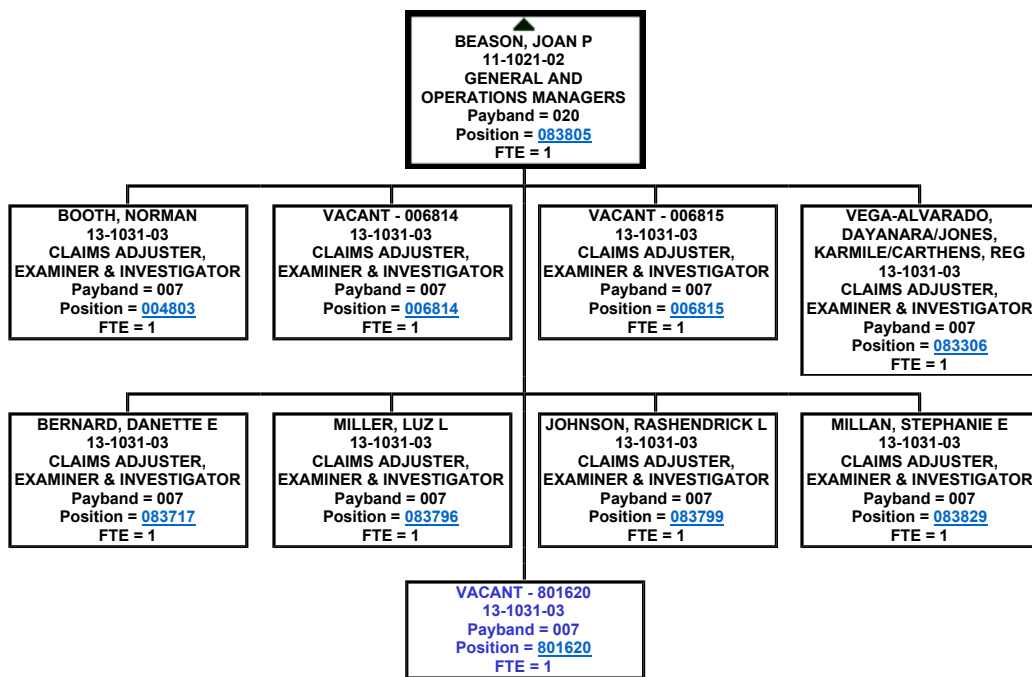 BEASON, JOAN P
11-1021-02
GENERAL AND
OPERATIONS MANAGERS
Payband = 020
Position = 083805
FTE = 1
BOOTH, NORMAN
13-1031-03
CLAIMS ADJUSTER,
EXAMINER & INVESTIGATOR
Payband = 007
Position = 004803
FTE = 1
VACANT - 006814
13-1031-03
CLAIMS ADJUSTER,
EXAMINER & INVESTIGATOR
Payband = 007
Position = 006814
FTE = 1
VACANT - 006815
13-1031-03
CLAIMS ADJUSTER,
EXAMINER & INVESTIGATOR
Payband = 007
Position = 006815
FTE = 1
VEGA-ALVARADO,
DAYANARA/JONES,
KARMILE/CARTHENS, REG
13-1031-03
CLAIMS ADJUSTER,
EXAMINER & INVESTIGATOR
Payband = 007
Position = 083306
FTE = 1
BERNARD, DANETTE E
13-1031-03
CLAIMS ADJUSTER,
EXAMINER & INVESTIGATOR
Payband = 007
Position = 083717
FTE = 1
MILLER, LUZ L
13-1031-03
CLAIMS ADJUSTER,
EXAMINER & INVESTIGATOR
Payband = 007
Position = 083796
FTE = 1
JOHNSON, RASHENDRICK L
13-1031-03
CLAIMS ADJUSTER,
EXAMINER & INVESTIGATOR
Payband = 007
Position = 083799
FTE = 1
MILLAN, STEPHANIE E
13-1031-03
CLAIMS ADJUSTER,
EXAMINER & INVESTIGATOR
Payband = 007
Position = 083829
FTE = 1
VACANT - 801620
13-1031-03
Payband = 007
Position = 801620
FTE = 1